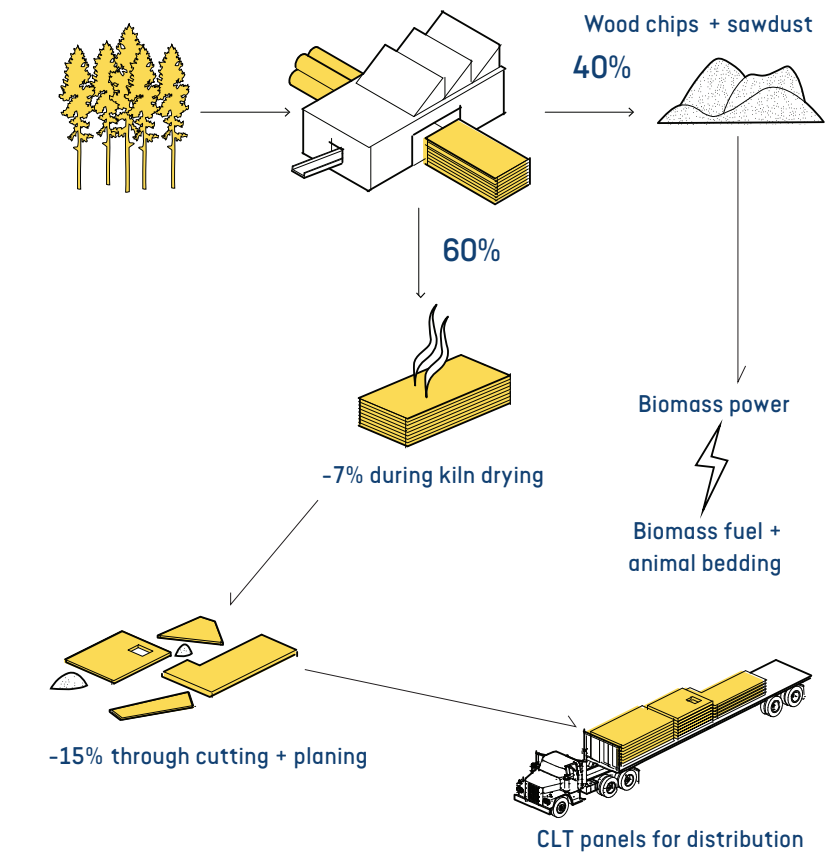 Wood chips + sawdust
40%
60%
-7% during kiln drying
Biomass power
Biomass fuel +
animal bedding
-15% through cutting + planing
CLT panels for distribution